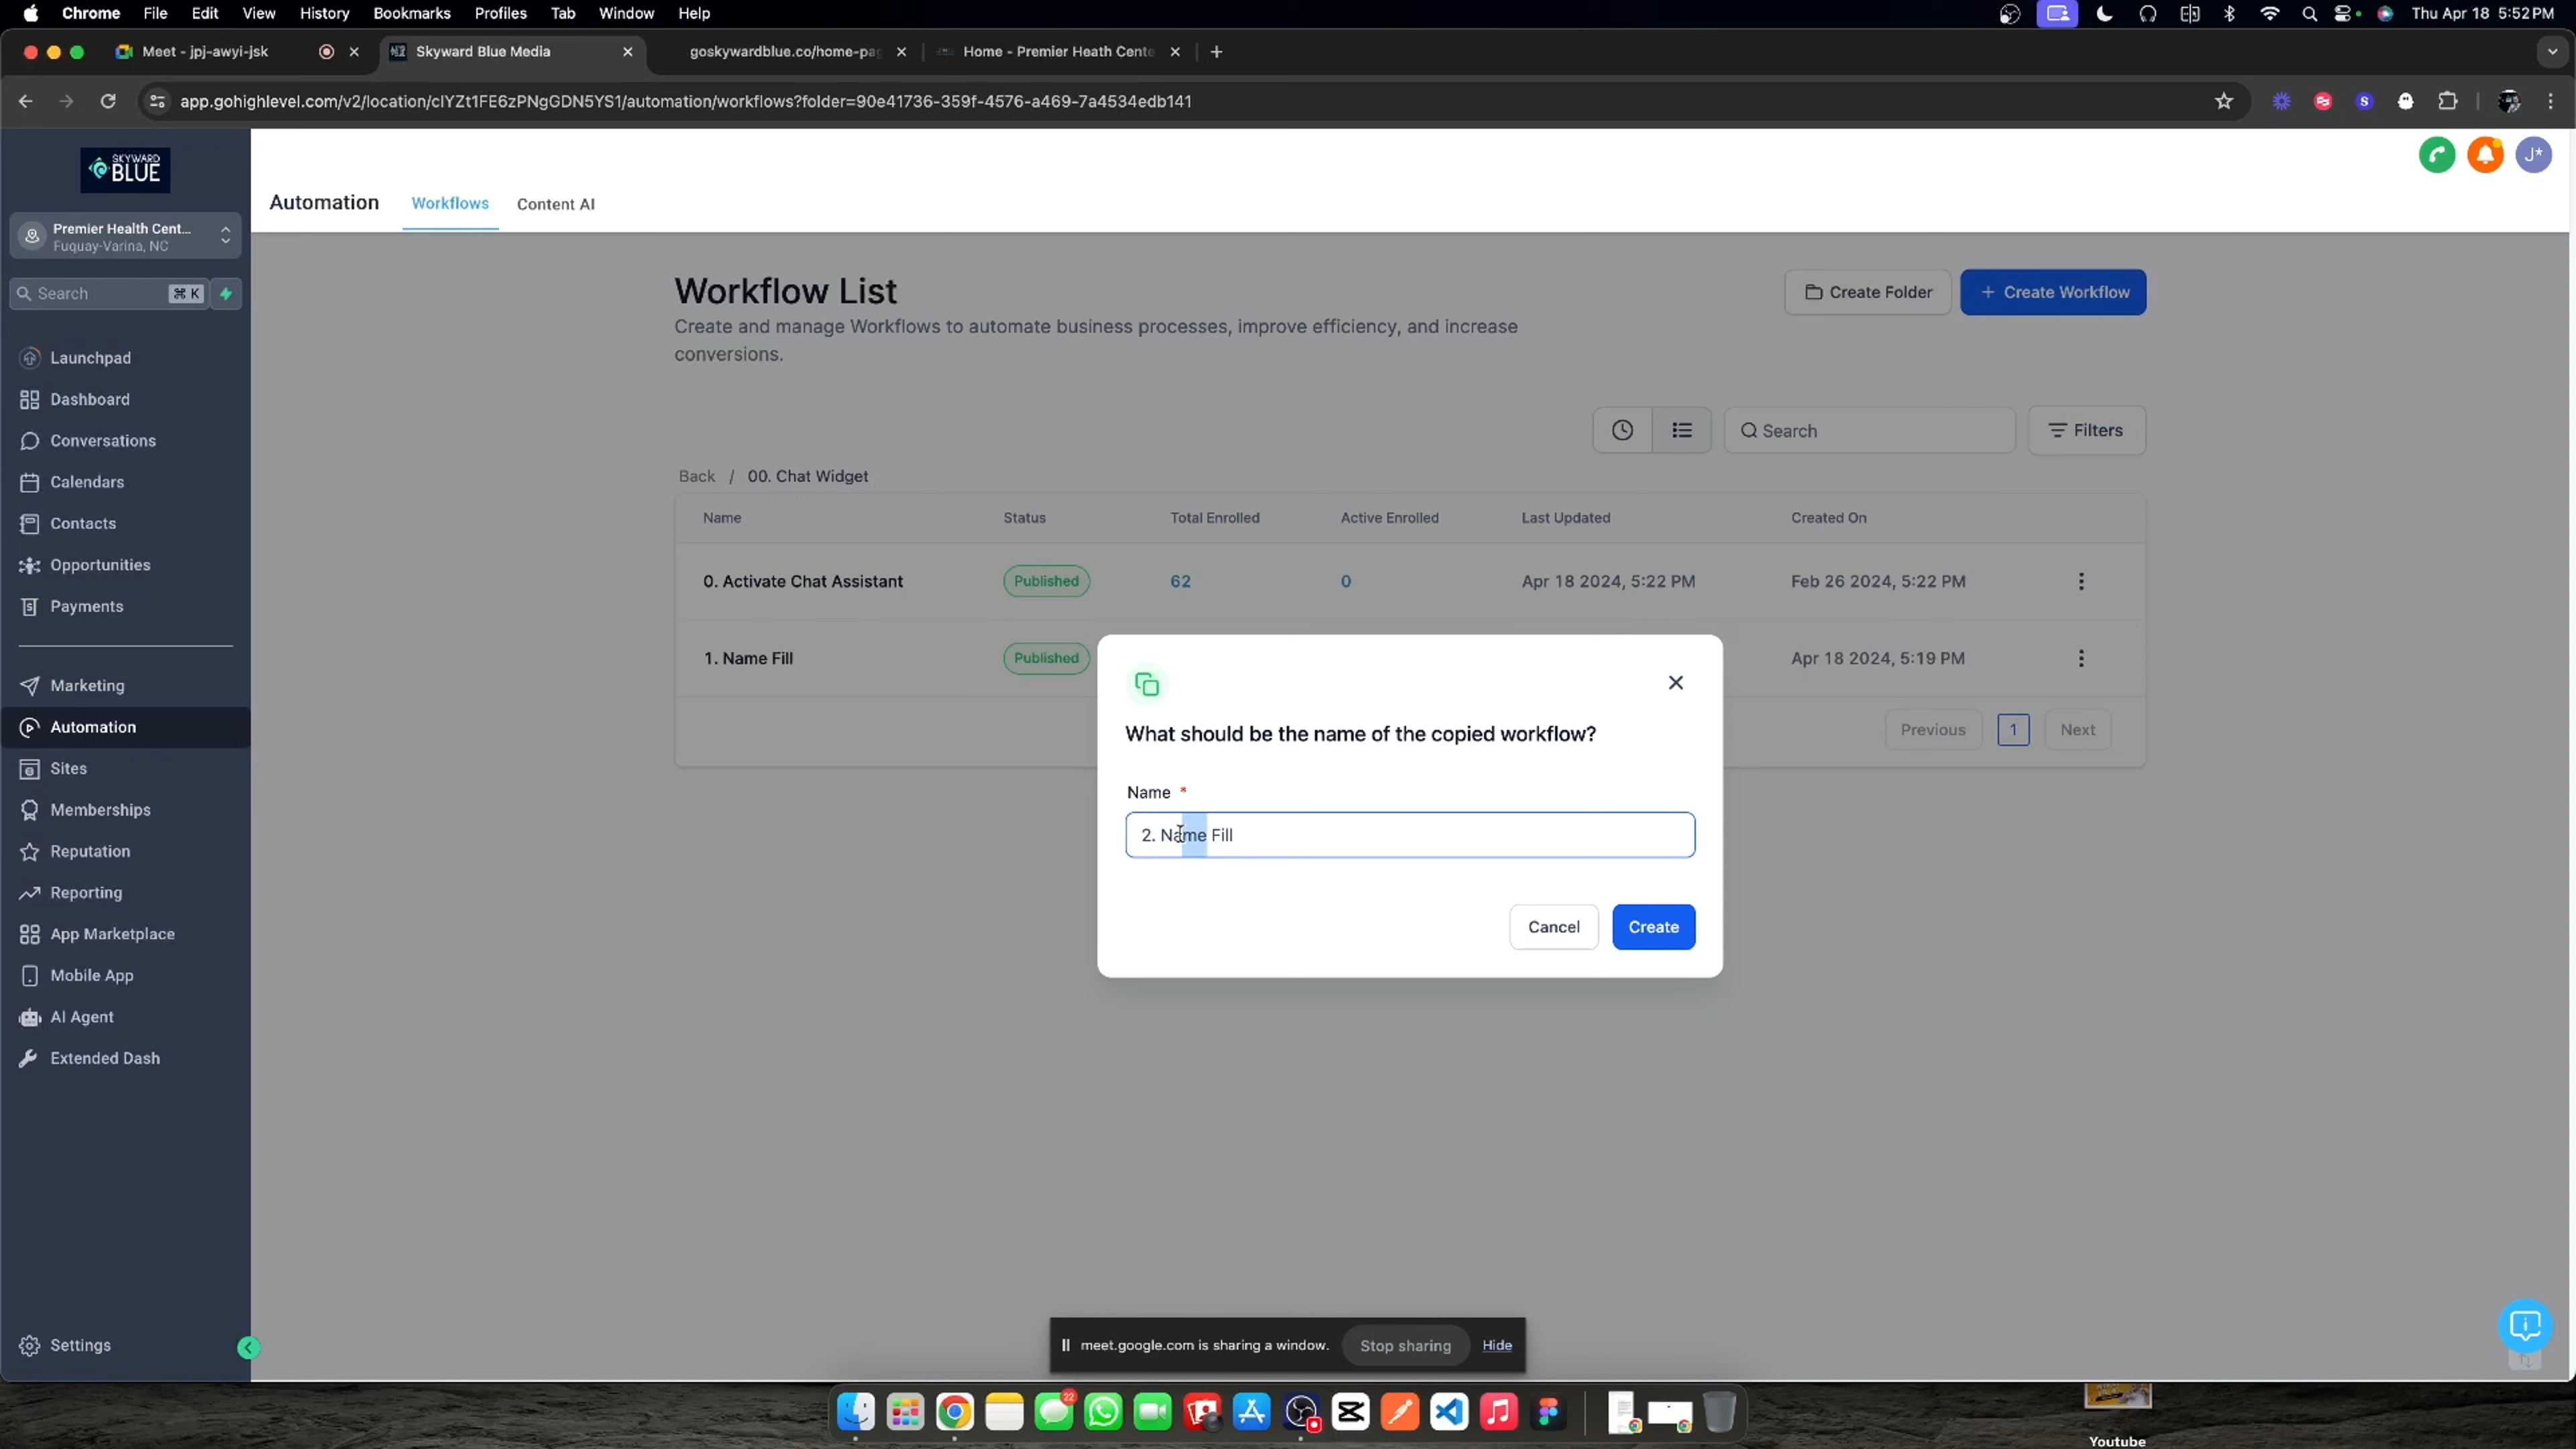 Chrome File Edit View History Bookmarks Profiles Tab Window Help Thu Apr 18 5:52 PM
Meet - jpj-awyi-jsk Skyward Blue Media goskywardblue.co/home-pag Home - Premier Heath Cente
app.gohighlevel.com/v2/location/clYZt1FE6zPNgGDN5YS1/automation/workflows?folder=90e41736-359f-4576-a469-7a4534edb141
SKYWARD
BLUE
J*
Automation Workflows Content AI
Premier Health Cent...
Fuquay-Varina, NC
Search ⌘ K
Launchpad
Dashboard
Conversations
Calendars
Contacts
Opportunities
Payments
Marketing
Automation
Sites
Memberships
Reputation
Reporting
App Marketplace
Mobile App
AI Agent
Extended Dash
Settings
Workflow List
Create Folder
+ Create Workflow
Create and manage Workflows to automate business processes, improve efficiency, and increase
conversions.
Search
Filters
Back / 00. Chat Widget
Name Status Total Enrolled Active Enrolled Last Updated Created On
0. Activate Chat Assistant Published 62 0 Apr 18 2024, 5:22 PM Feb 26 2024, 5:22 PM
1. Name Fill Published Apr 18 2024, 5:19 PM
Previous 1 Next
What should be the name of the copied workflow?
Name *
2. Name Fill
Cancel Create
meet.google.com is sharing a window. Stop sharing Hide
22
Youtube